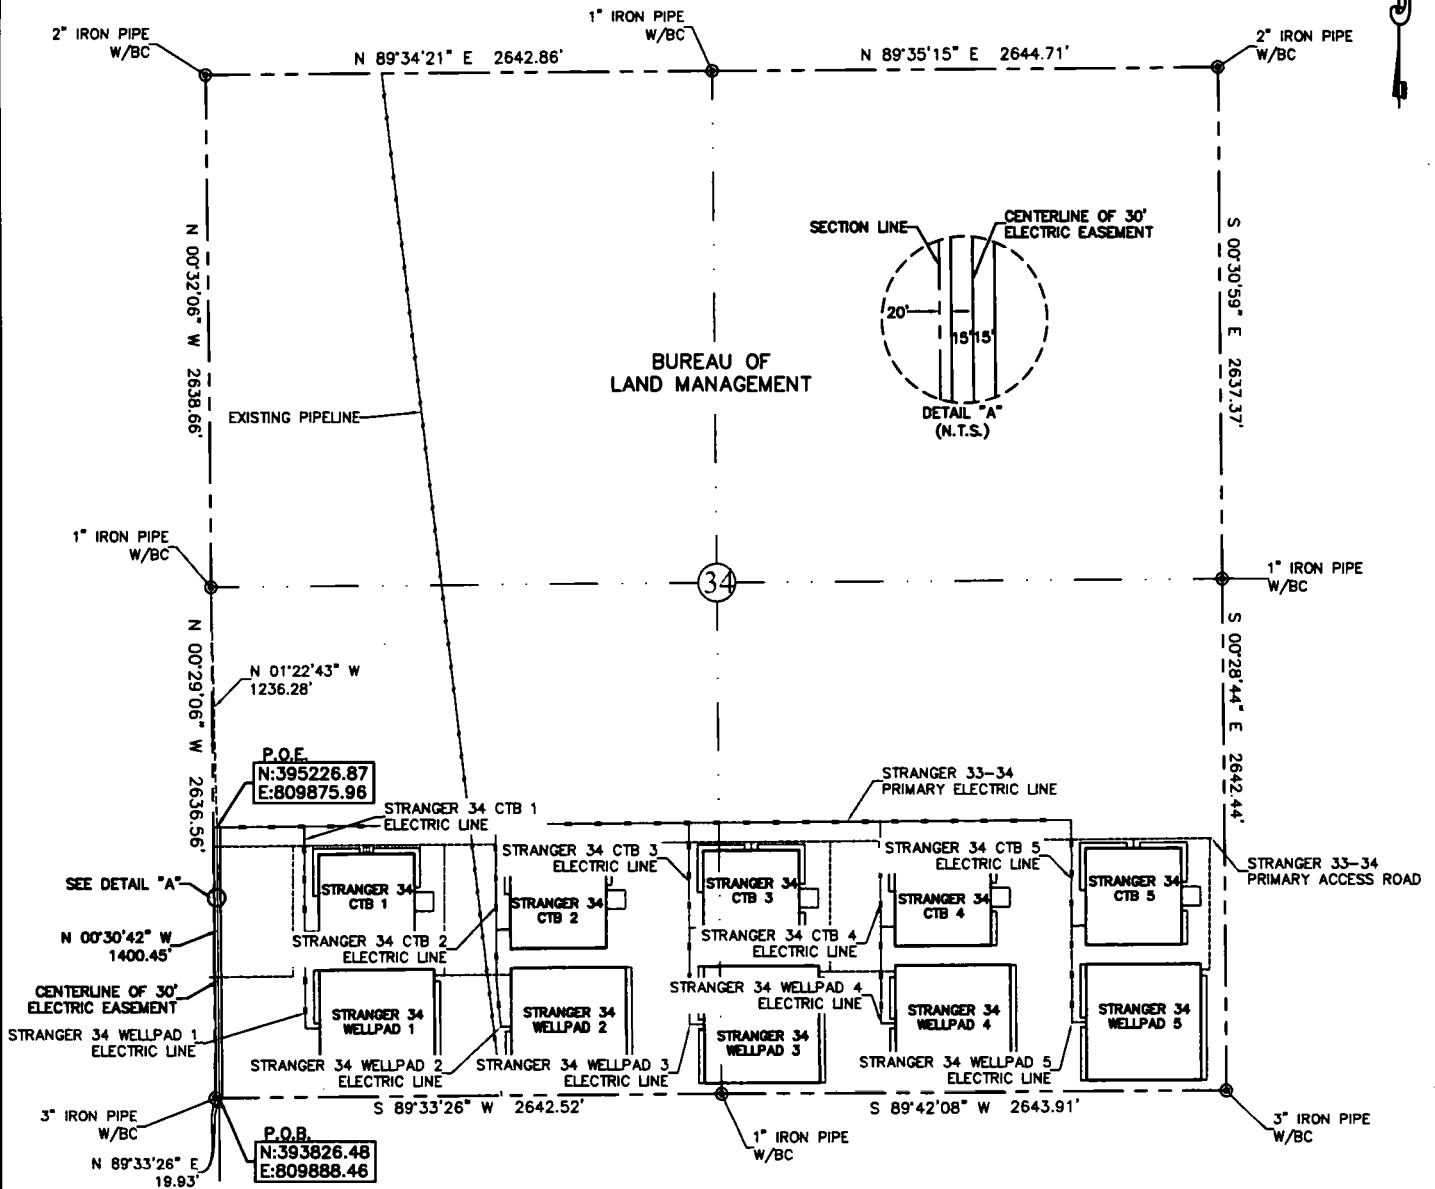 2" IRON PIPE
W/BC
N 89°34'21" E 2642.86'
1" IRON PIPE
W/BC
N 89°35'15" E 2644.71'
2" IRON PIPE
W/BC
N 00°32'06" W 2638.66'
S 00°30'59" E 2637.37'
SECTION LINE
CENTERLINE OF 30'
ELECTRIC EASEMENT
20'
15' 15'
DETAIL "A"
(N.T.S.)
BUREAU OF
LAND MANAGEMENT
EXISTING PIPELINE
1" IRON PIPE
W/BC
34
1" IRON PIPE
W/BC
N 00°29'06" W 2636.56'
S 00°28'44" E 2642.44'
N 01°22'43" W
1236.28'
P.O.E.
N:395226.87
E:809875.96
STRANGER 34 CTB 1
ELECTRIC LINE
STRANGER 33-34
PRIMARY ELECTRIC LINE
STRANGER 34 CTB 3
ELECTRIC LINE
STRANGER 34 CTB 5
ELECTRIC LINE
STRANGER 33-34
PRIMARY ACCESS ROAD
SEE DETAIL "A"
STRANGER 34
CTB 1
STRANGER 34
CTB 2
STRANGER 34
CTB 3
STRANGER 34
CTB 4
STRANGER 34
CTB 5
N 00°30'42" W
1400.45'
STRANGER 34 CTB 2
ELECTRIC LINE
STRANGER 34 CTB 4
ELECTRIC LINE
CENTERLINE OF 30'
ELECTRIC EASEMENT
STRANGER 34 WELLPAD 4
ELECTRIC LINE
STRANGER 34 WELLPAD 1
ELECTRIC LINE
STRANGER 34
WELLPAD 1
STRANGER 34
WELLPAD 2
STRANGER 34
WELLPAD 3
STRANGER 34
WELLPAD 4
STRANGER 34
WELLPAD 5
STRANGER 34 WELLPAD 2
ELECTRIC LINE
STRANGER 34 WELLPAD 3
ELECTRIC LINE
STRANGER 34 WELLPAD 5
ELECTRIC LINE
S 89°33'26" W 2642.52'
S 89°42'08" W 2643.91'
3" IRON PIPE
W/BC
1" IRON PIPE
W/BC
3" IRON PIPE
W/BC
P.O.B.
N:393826.48
E:809888.46
N 89°33'26" E
19.93'